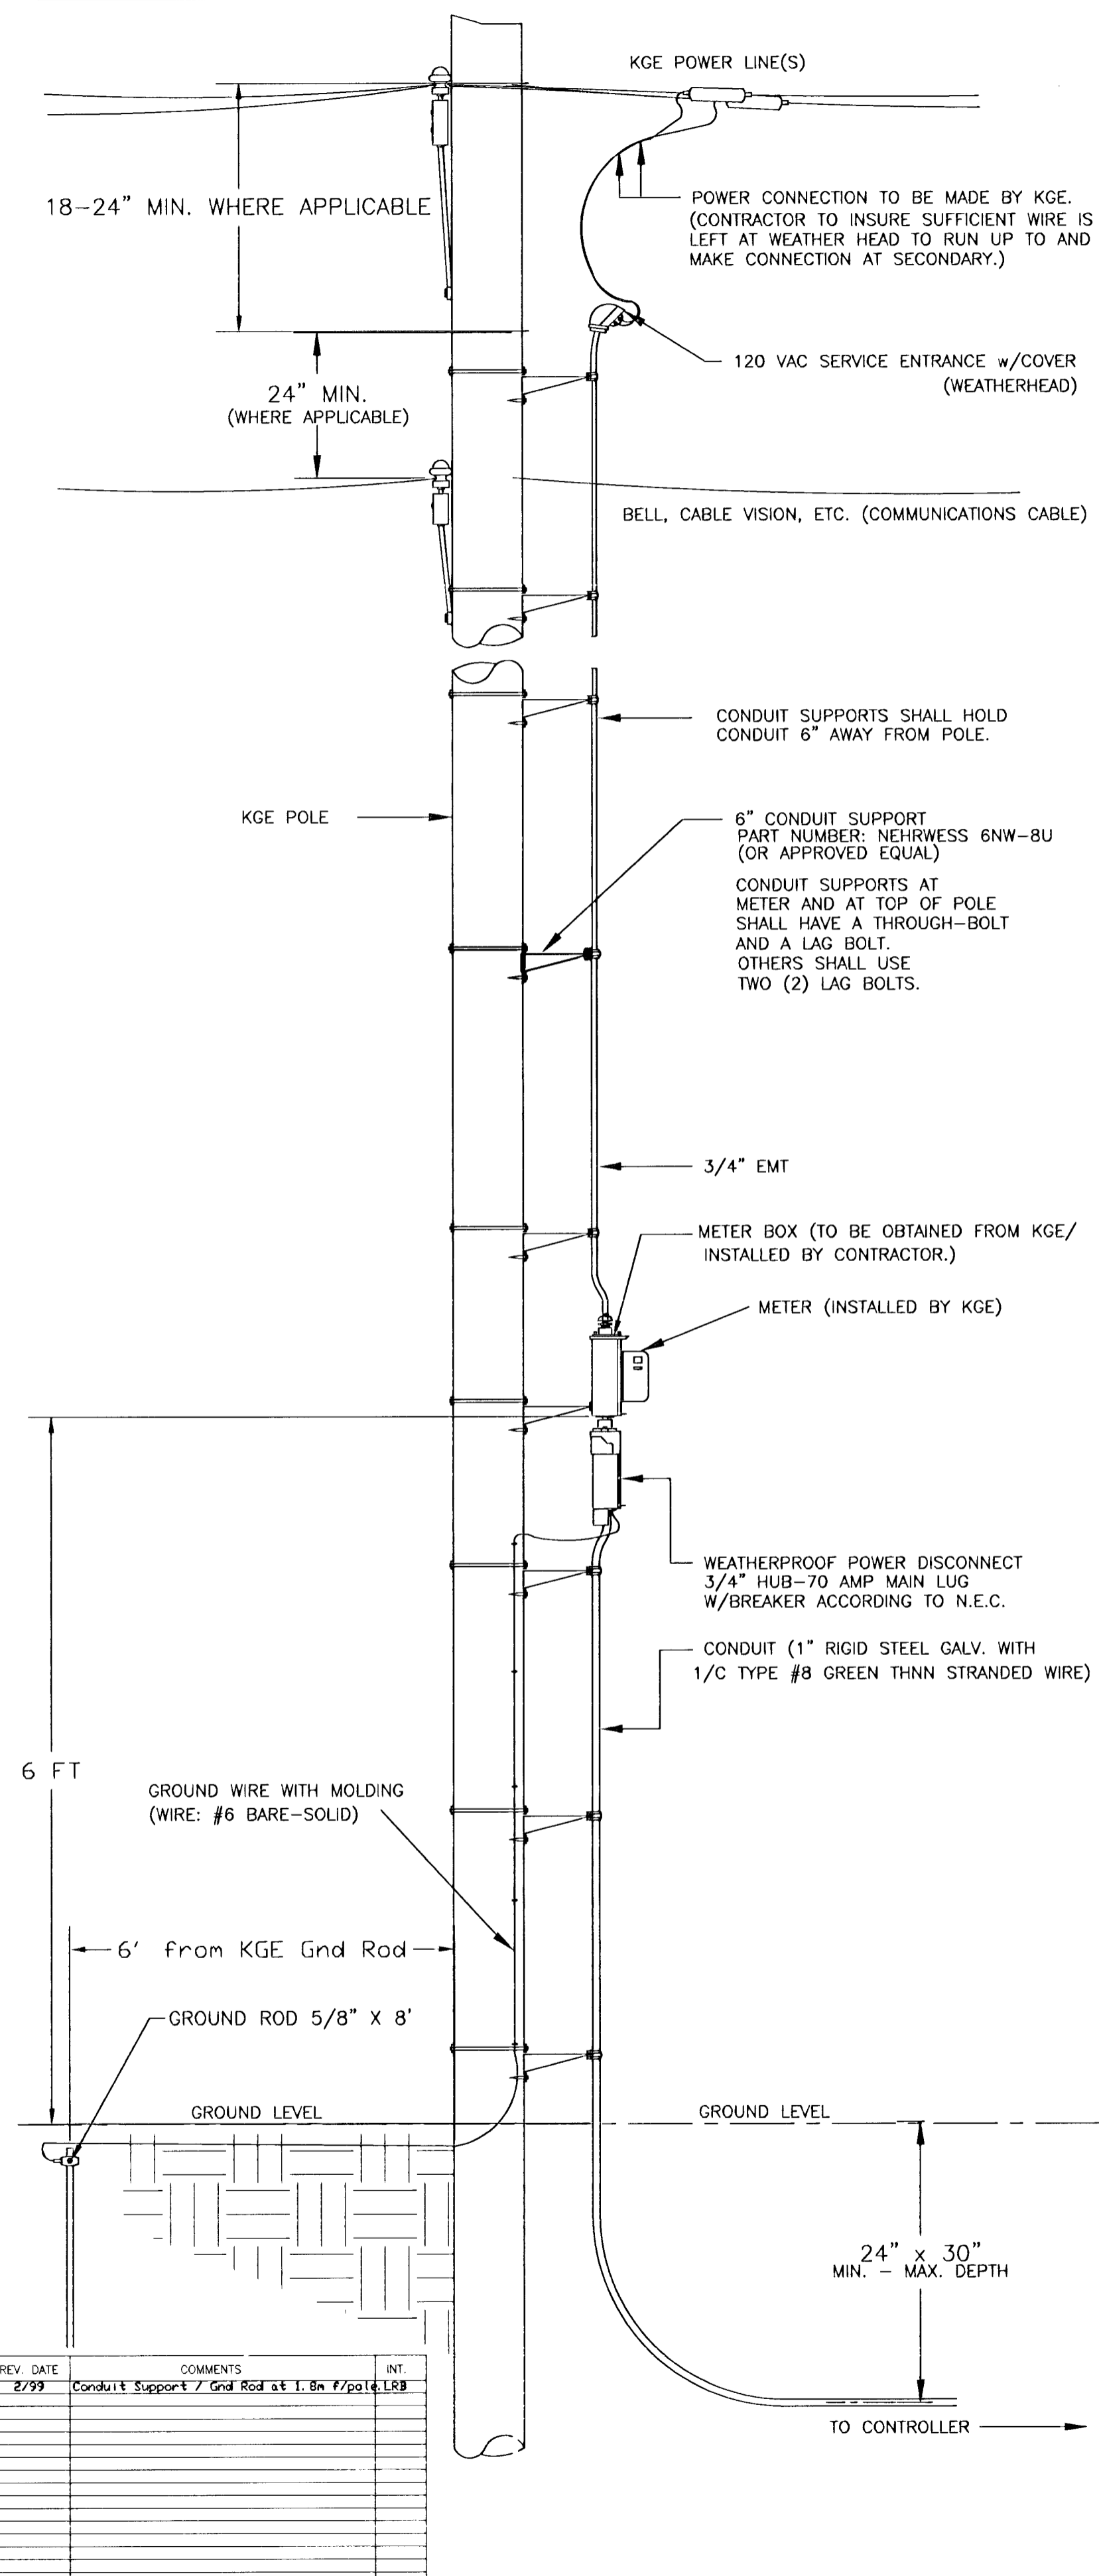 KGE POWER LINE(S)
18-24" MIN. WHERE APPLICABLE
POWER CONNECTION TO BE MADE BY KGE.
(CONTRACTOR TO INSURE SUFFICIENT WIRE IS
LEFT AT WEATHER HEAD TO RUN UP TO AND
MAKE CONNECTION AT SECONDARY.)
120 VAC SERVICE ENTRANCE w/COVER
(WEATHERHEAD)
24" MIN.
(WHERE APPLICABLE)
BELL, CABLE VISION, ETC. (COMMUNICATIONS CABLE)
CONDUIT SUPPORTS SHALL HOLD
CONDUIT 6" AWAY FROM POLE.
KGE POLE
6" CONDUIT SUPPORT
PART NUMBER: NEHRWESS 6NW-8U
(OR APPROVED EQUAL)
CONDUIT SUPPORTS AT
METER AND AT TOP OF POLE
SHALL HAVE A THROUGH-BOLT
AND A LAG BOLT.
OTHERS SHALL USE
TWO (2) LAG BOLTS.
3/4" EMT
METER BOX (TO BE OBTAINED FROM KGE/
INSTALLED BY CONTRACTOR.)
METER (INSTALLED BY KGE)
WEATHERPROOF POWER DISCONNECT
3/4" HUB-70 AMP MAIN LUG
W/BREAKER ACCORDING TO N.E.C.
CONDUIT (1" RIGID STEEL GALV. WITH
1/C TYPE #8 GREEN THNN STRANDED WIRE)
6 FT
GROUND WIRE WITH MOLDING
(WIRE: #6 BARE-SOLID)
6' from KGE Gnd Rod
GROUND ROD 5/8" X 8'
GROUND LEVEL
GROUND LEVEL
24" x 30"
MIN. - MAX. DEPTH
TO CONTROLLER
REV. DATE COMMENTS INT.
2/99 Conduit Support / Gnd Rod at 1.8m f/pole. LRB